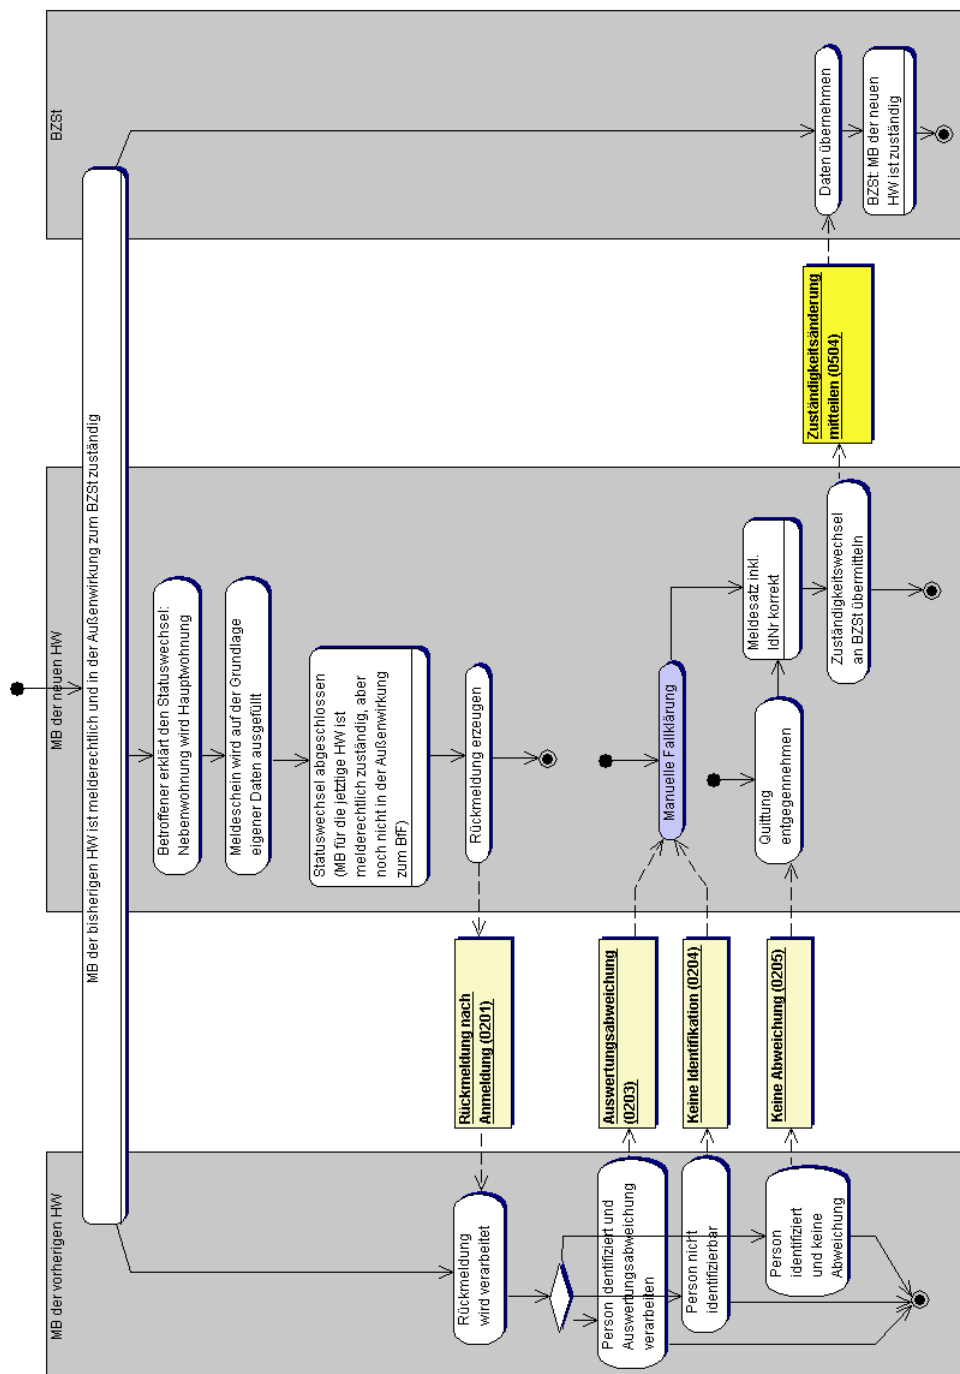 MB der vorherigen HW
MB der neuen HW
BZSt
MB der bisherigen HW ist melderechtlich und in der Außenwirkung zum BZSt zuständig
Betroffener erklärt den Statuswechsel:
Nebenwohnung wird Hauptwohnung
Meldeschein wird auf der Grundlage
eigener Daten ausgefüllt
Statuswechsel abgeschlossen
(MB für die jetztige HW ist
melderechtlich zuständig, aber
noch nicht in der Außenwirkung
zum BfF)
Rückmeldung erzeugen
Rückmeldung nach
Anmeldung (0201)
Rückmeldung
wird verarbeitet
Person identifiziert und
Auswertungsabweichung
verarbeiten
Auswertungsabweichung
(0203)
Manuelle Fallklärung
Person nicht
identifizierbar
Keine Identifikation (0204)
Person
identifiziert
und keine
Abweichung
Keine Abweichung (0205)
Quittung
entgegennehmen
Meldesatz inkl.
IdNr korrekt
Zuständigkeitswechsel
an BZSt übermitteln
Zuständigkeitsänderung
mitteilen (0504)
Daten übernehmen
BZSt: MB der neuen
HW ist zuständig